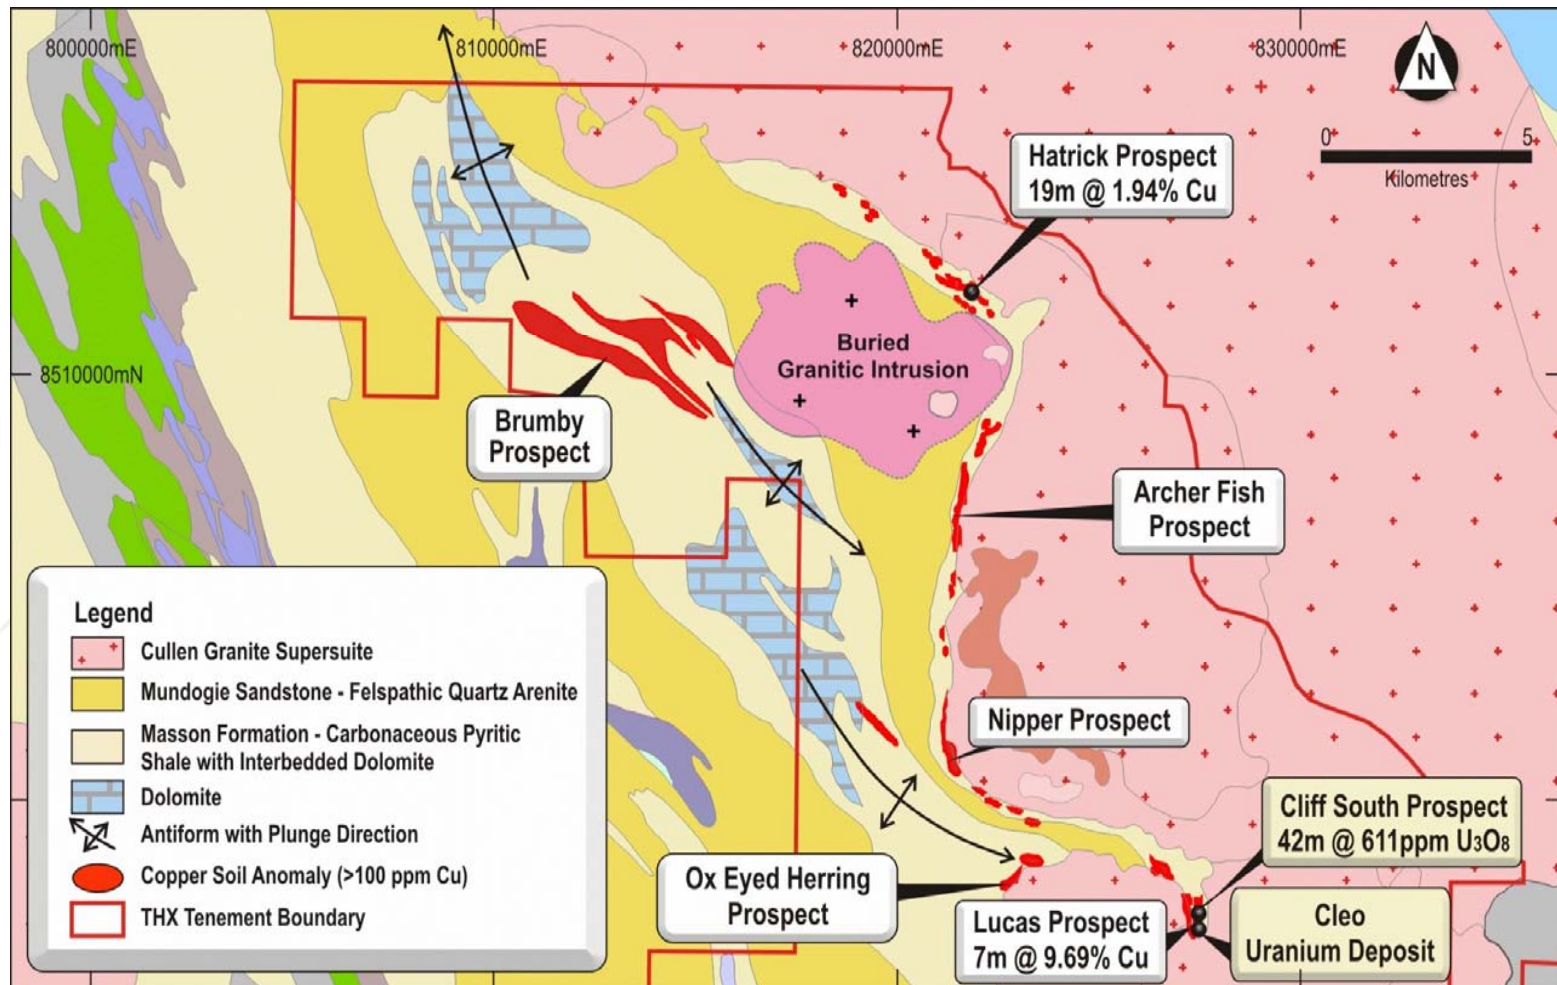 800000mE
810000mE
820000mE
830000mE
N
0
5
Kilometres
Hatrick Prospect
19m @ 1.94% Cu
8510000mN
Buried
Granitic Intrusion
Brumby
Prospect
Archer Fish
Prospect
Legend
Cullen Granite Supersuite
Mundogie Sandstone - Felspathic Quartz Arenite
Masson Formation - Carbonaceous Pyritic
Shale with Interbedded Dolomite
Dolomite
Antiform with Plunge Direction
Copper Soil Anomaly (>100 ppm Cu)
THX Tenement Boundary
Nipper Prospect
Cliff South Prospect
42m @ 611ppm U₃O₈
Ox Eyed Herring
Prospect
Lucas Prospect
7m @ 9.69% Cu
Cleo
Uranium Deposit